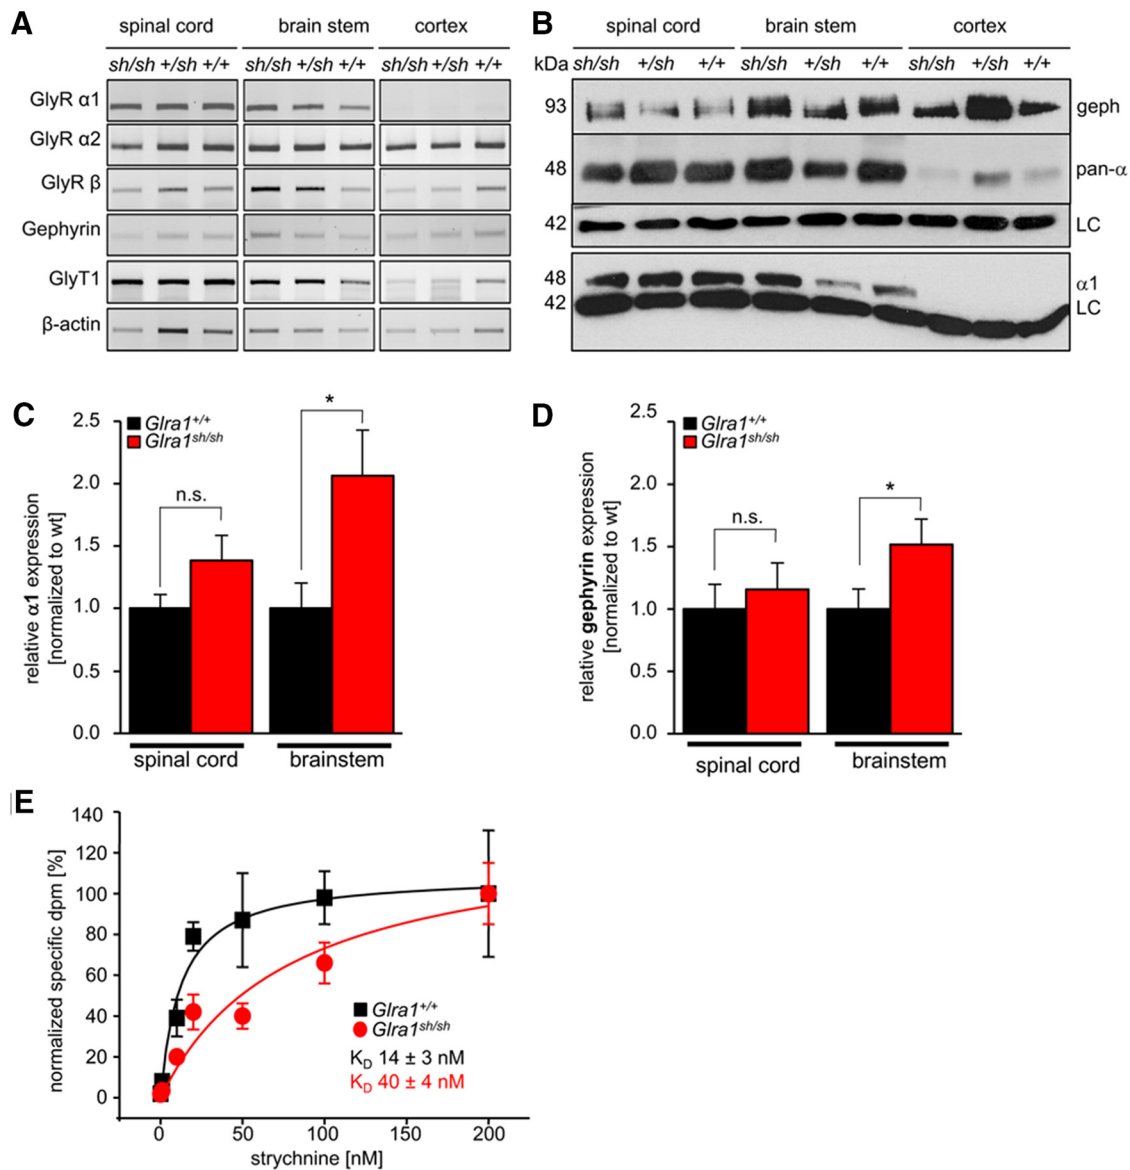 A
spinal cord brain stem cortex
sh/sh +/sh +/+ sh/sh +/sh +/+ sh/sh +/sh +/+
GlyR α1
GlyR α2
GlyR β
Gephyrin
GlyT1
β-actin
B
spinal cord brain stem cortex
kDa sh/sh +/sh +/+ sh/sh +/sh +/+ sh/sh +/sh +/+
93 geph
48 pan-α
42 LC
48 α1
42 LC
C
Glra1+/+
Glra1sh/sh
relative α1 expression
[normalized to wt]
2.5
2.0
1.5
1.0
0.5
0.0
n.s.
*
spinal cord brainstem
D
Glra1+/+
Glra1sh/sh
relative gephyrin expression
[normalized to wt]
2.5
2.0
1.5
1.0
0.5
0.0
n.s.
*
spinal cord brainstem
E
normalized specific dpm [%]
140
120
100
80
60
40
20
0
Glra1+/+
Glra1sh/sh
KD 14 ± 3 nM
KD 40 ± 4 nM
0 50 100 150 200
strychnine [nM]